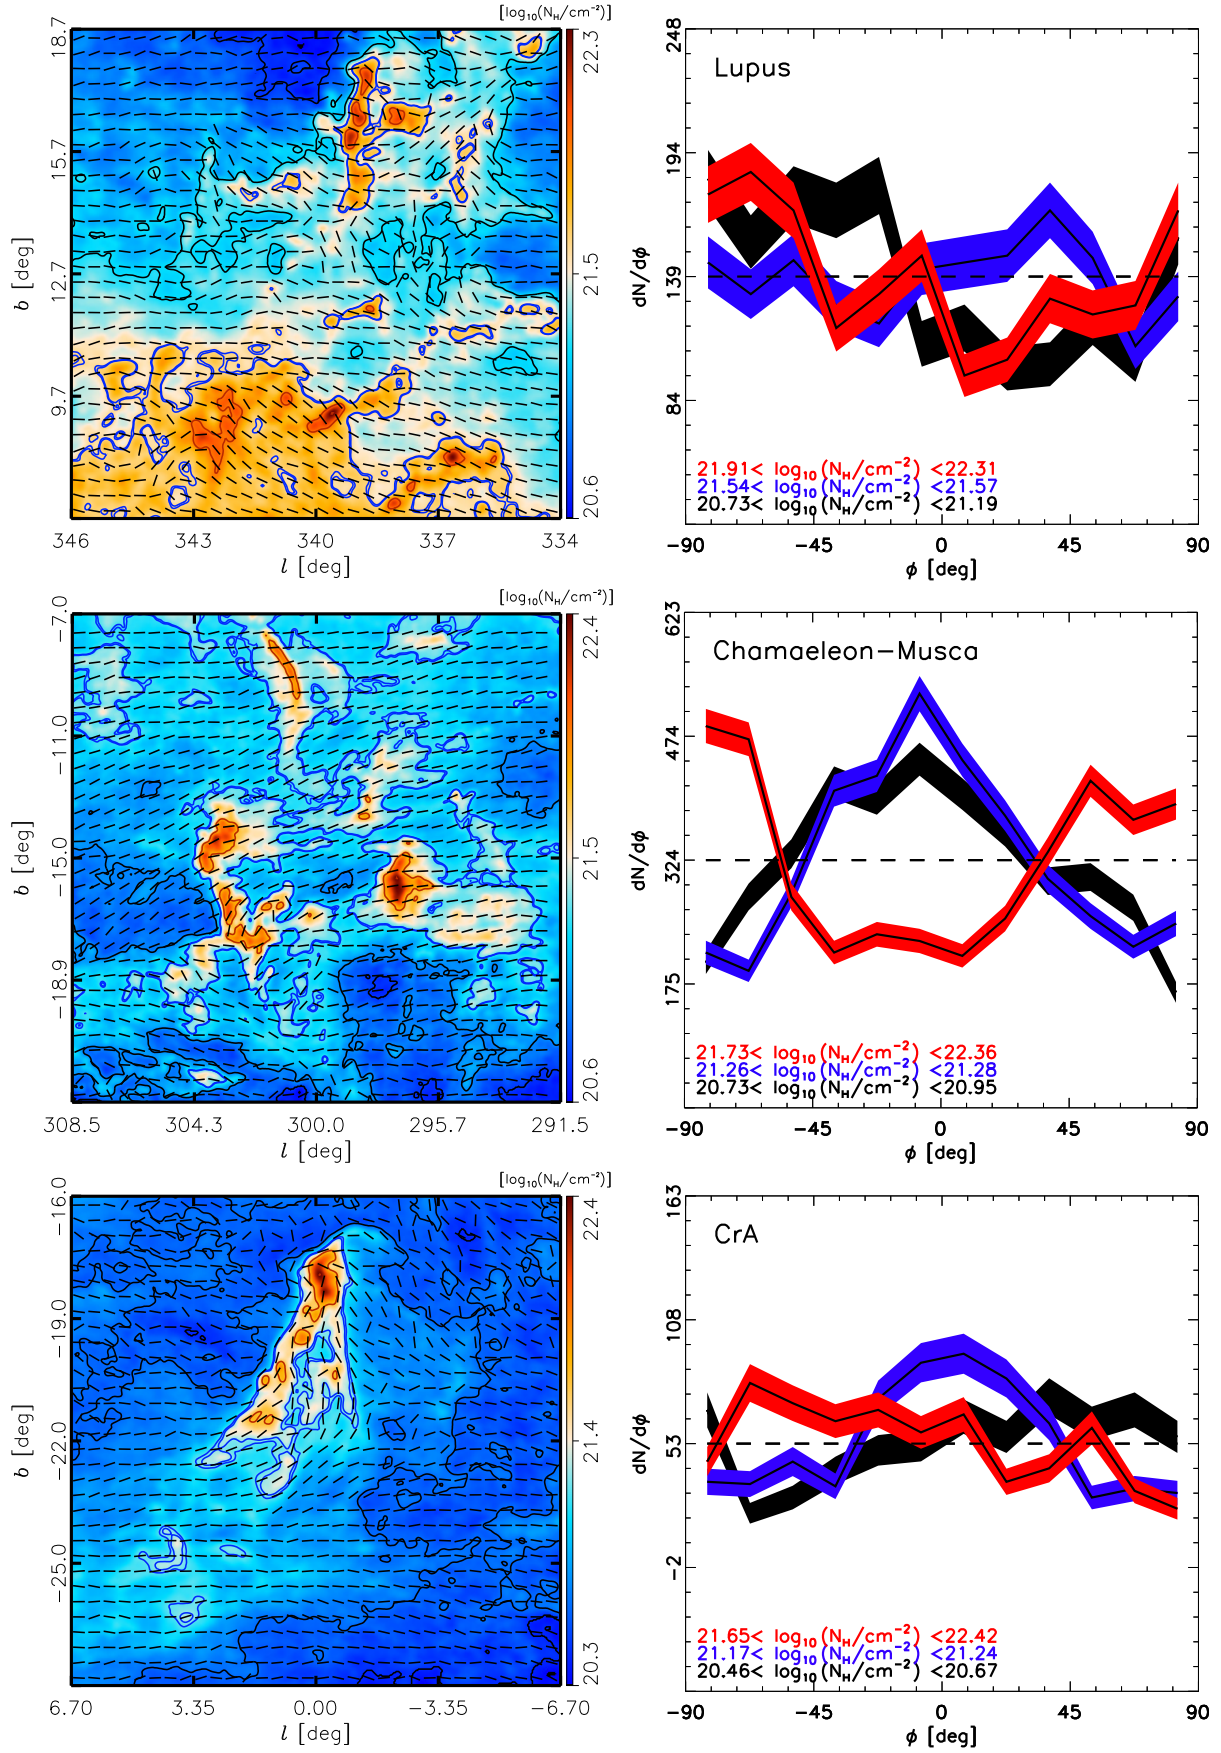 [log₁₀(N_H/cm⁻²)]
18.7
15.7
12.7
9.7
b [deg]
346
343
340
337
334
l [deg]
22.3
21.5
20.6
Lupus
248
194
139
84
dN/dφ
21.91< log₁₀(N_H/cm⁻²) <22.31
21.54< log₁₀(N_H/cm⁻²) <21.57
20.73< log₁₀(N_H/cm⁻²) <21.19
-90
-45
0
45
90
φ [deg]
[log₁₀(N_H/cm⁻²)]
-7.0
-11.0
-15.0
-18.9
b [deg]
308.5
304.3
300.0
295.7
291.5
l [deg]
22.4
21.5
20.6
Chamaeleon-Musca
623
474
324
175
dN/dφ
21.73< log₁₀(N_H/cm⁻²) <22.36
21.26< log₁₀(N_H/cm⁻²) <21.28
20.73< log₁₀(N_H/cm⁻²) <20.95
-90
-45
0
45
90
φ [deg]
[log₁₀(N_H/cm⁻²)]
-16.0
-19.0
-22.0
-25.0
b [deg]
6.70
3.35
0.00
-3.35
-6.70
l [deg]
22.4
21.4
20.3
CrA
163
108
53
-2
dN/dφ
21.65< log₁₀(N_H/cm⁻²) <22.42
21.17< log₁₀(N_H/cm⁻²) <21.24
20.46< log₁₀(N_H/cm⁻²) <20.67
-90
-45
0
45
90
φ [deg]